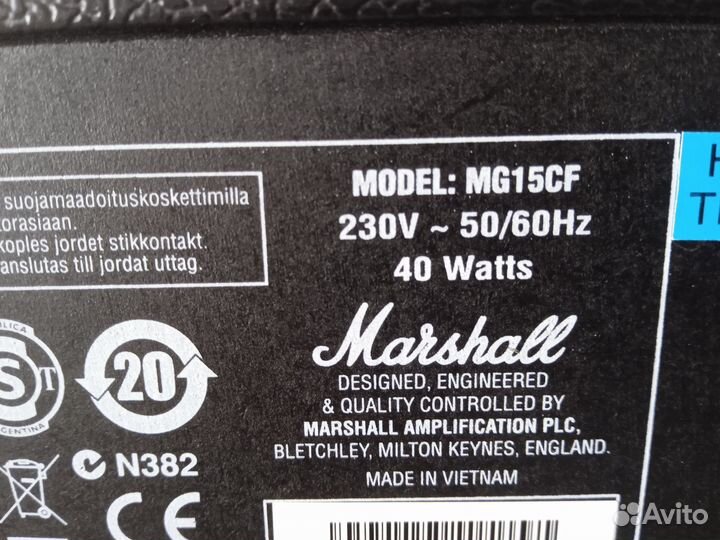 suojamaadoituskoskettimilla
koples jordet stikkontakt.
anslutas till jordat uttag.
MODEL: MG15CF
230V ~ 50/60Hz
40 Watts
Marshall
DESIGNED, ENGINEERED
& QUALITY CONTROLLED BY
MARSHALL AMPLIFICATION PLC,
BLETCHLEY, MILTON KEYNES, ENGLAND.
MADE IN VIETNAM
S T
20
N382
CE
Avito